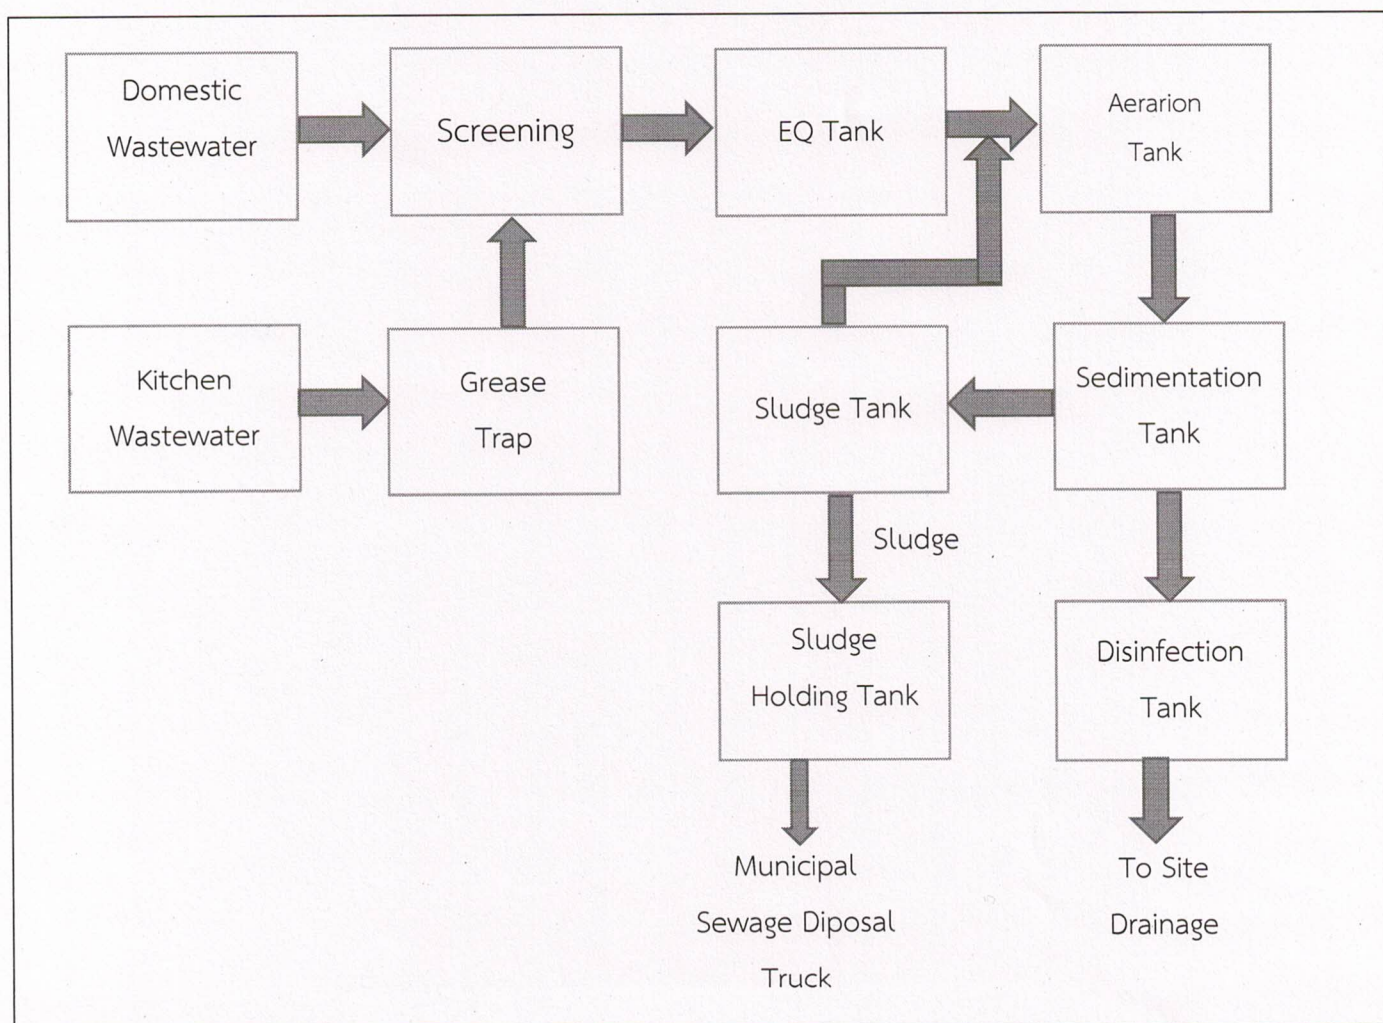 Domestic
Wastewater
Screening
EQ Tank
Aerarion
Tank
Kitchen
Wastewater
Grease
Trap
Sludge Tank
Sedimentation
Tank
Sludge
Sludge
Holding Tank
Disinfection
Tank
Municipal
Sewage Diposal
Truck
To Site
Drainage